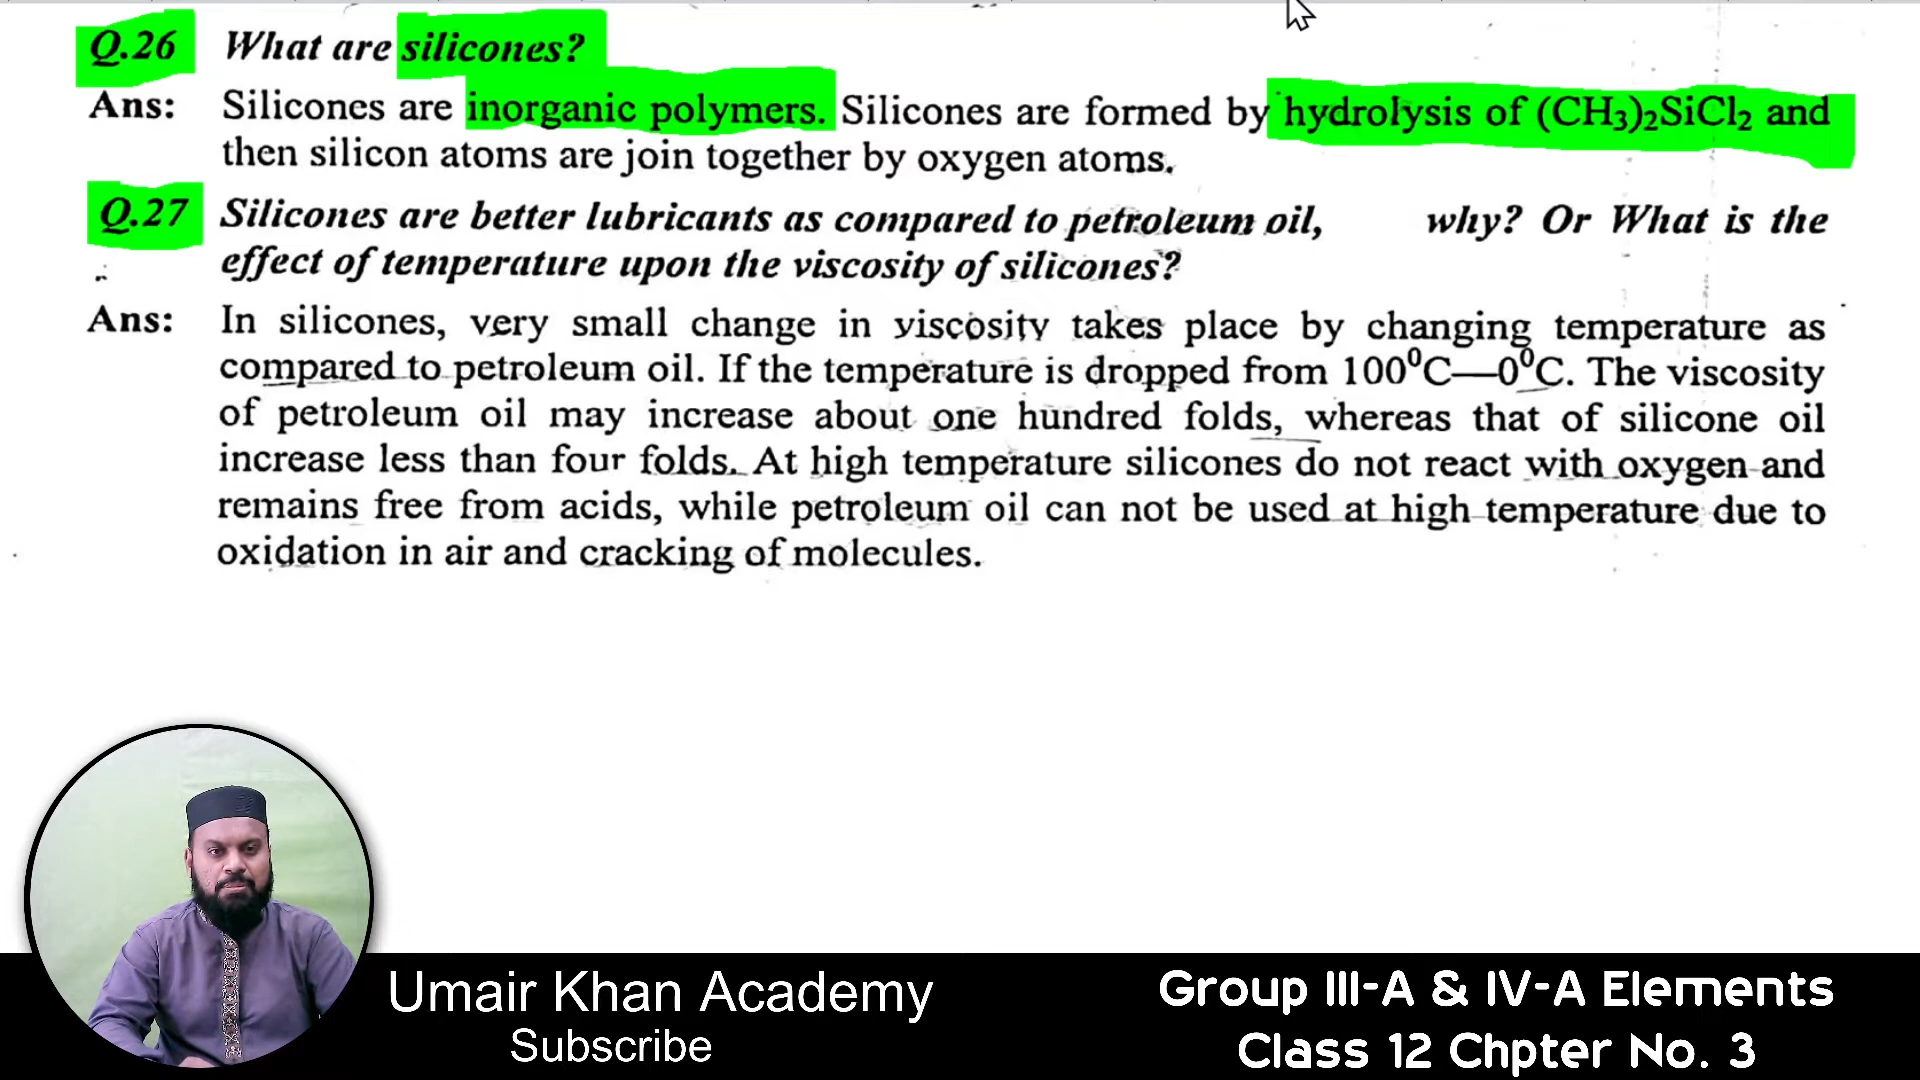 Q.26 What are silicones?
Ans: Silicones are inorganic polymers. Silicones are formed by hydrolysis of (CH₃)₂SiCl₂ and
then silicon atoms are join together by oxygen atoms.
Q.27 Silicones are better lubricants as compared to petroleum oil, why? Or What is the
effect of temperature upon the viscosity of silicones?
Ans: In silicones, very small change in viscosity takes place by changing temperature as
compared to petroleum oil. If the temperature is dropped from 100⁰C—0⁰C. The viscosity
of petroleum oil may increase about one hundred folds, whereas that of silicone oil
increase less than four folds. At high temperature silicones do not react with oxygen and
remains free from acids, while petroleum oil can not be used at high temperature due to
oxidation in air and cracking of molecules.
Umair Khan Academy
Subscribe
Group III-A & IV-A Elements
Class 12 Chpter No. 3